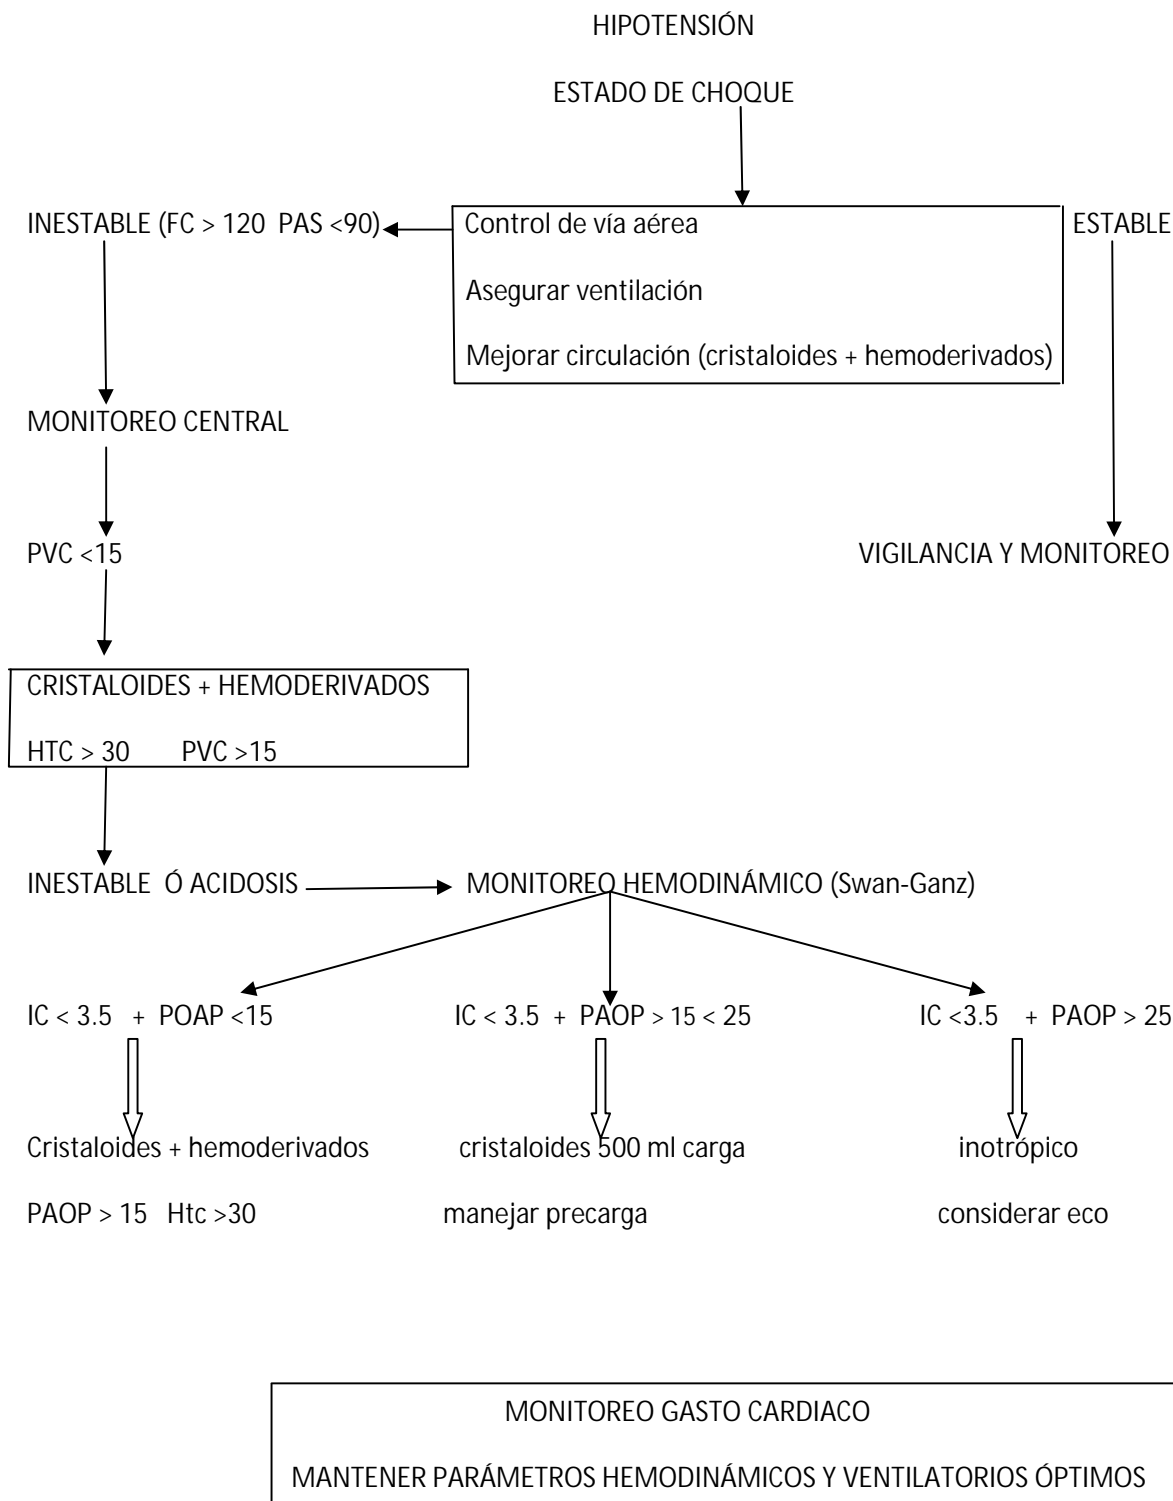 HIPOTENSIÓN
ESTADO DE CHOQUE
INESTABLE (FC > 120 PAS <90)
Control de vía aérea
ESTABLE
Asegurar ventilación
Mejorar circulación (cristaloides + hemoderivados)
MONITOREO CENTRAL
PVC <15
VIGILANCIA Y MONITOREO
CRISTALOIDES + HEMODERIVADOS
HTC > 30 PVC >15
INESTABLE Ó ACIDOSIS
MONITOREO HEMODINÁMICO (Swan-Ganz)
IC < 3.5 + POAP <15
IC < 3.5 + PAOP > 15 < 25
IC <3.5 + PAOP > 25
Cristaloides + hemoderivados
cristaloides 500 ml carga
inotrópico
PAOP > 15 Htc >30
manejar precarga
considerar eco
MONITOREO GASTO CARDIACO
MANTENER PARÁMETROS HEMODINÁMICOS Y VENTILATORIOS ÓPTIMOS